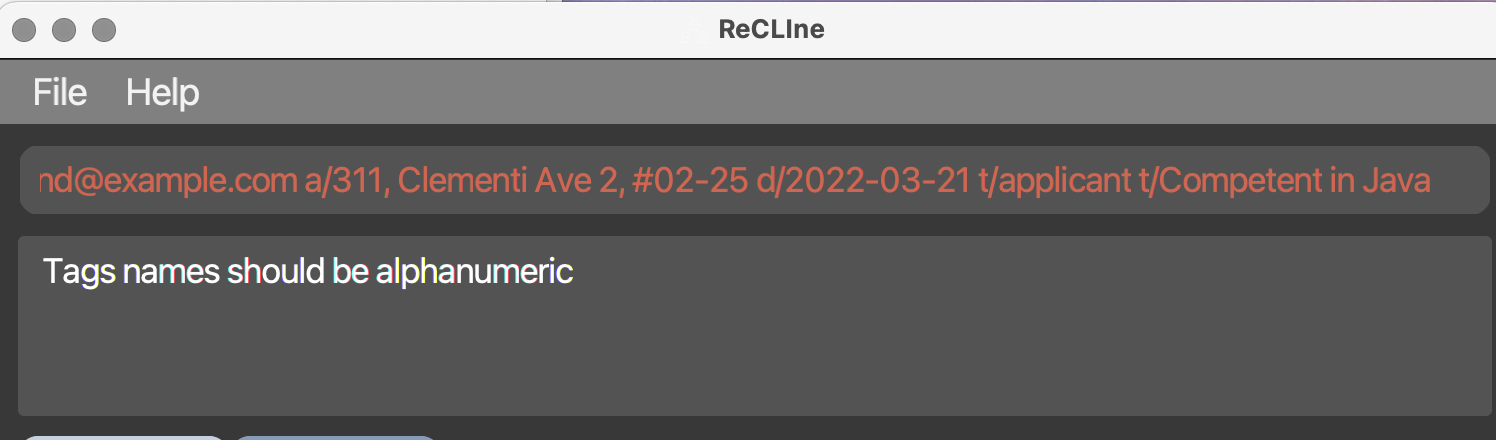 ReCLIne
File Help
nd@example.com a/311, Clementi Ave 2, #02-25 d/2022-03-21 t/applicant t/Competent in Java
Tags names should be alphanumeric